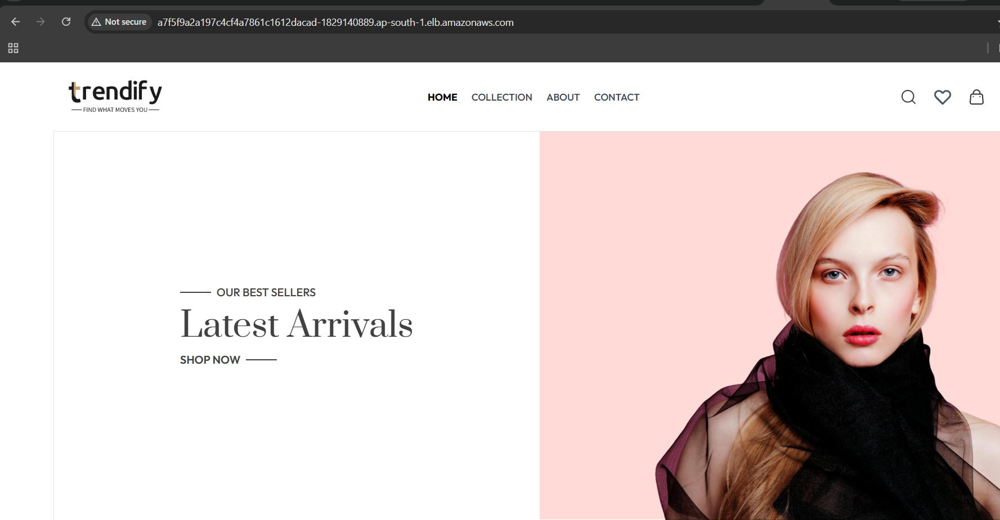 Not secure
a7f5f9a2a197c4cf4a7861c1612dacad-1829140889.ap-south-1.elb.amazonaws.com
trendify
FIND WHAT MOVES YOU
HOME COLLECTION ABOUT CONTACT
OUR BEST SELLERS
Latest Arrivals
SHOP NOW